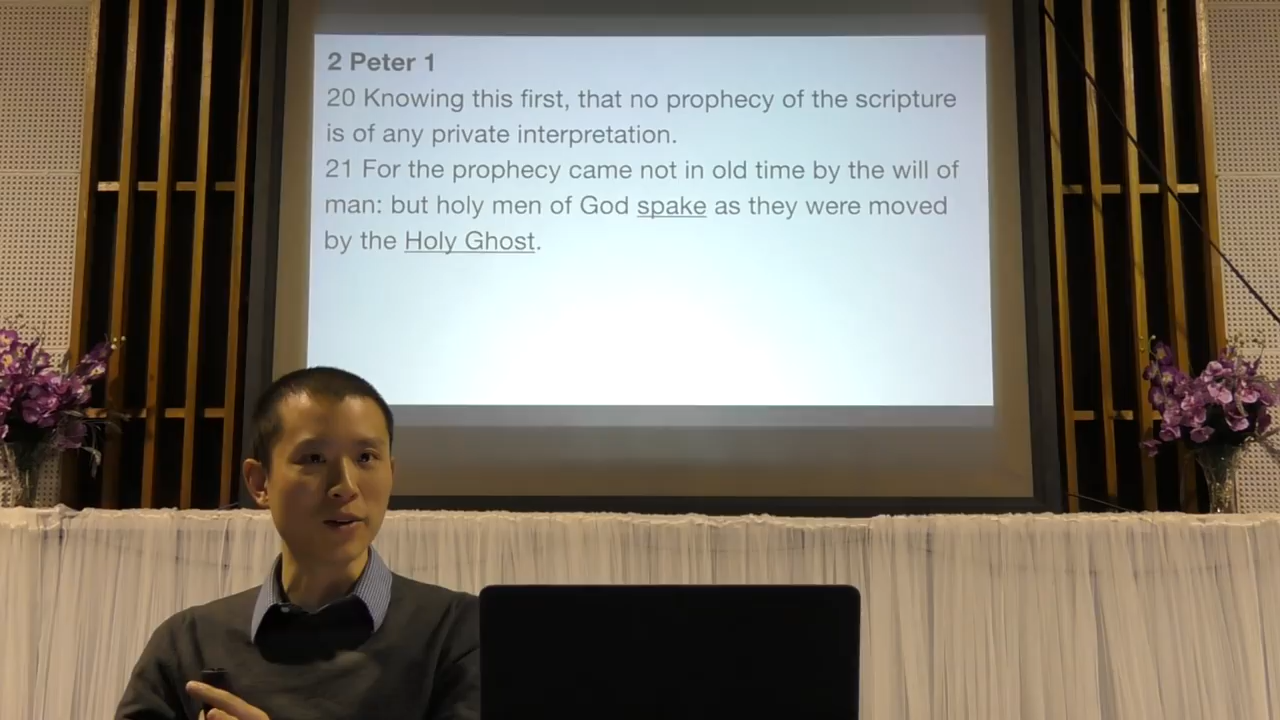 2 Peter 1
20 Knowing this first, that no prophecy of the scripture
is of any private interpretation.
21 For the prophecy came not in old time by the will of
man: but holy men of God spake as they were moved
by the Holy Ghost.